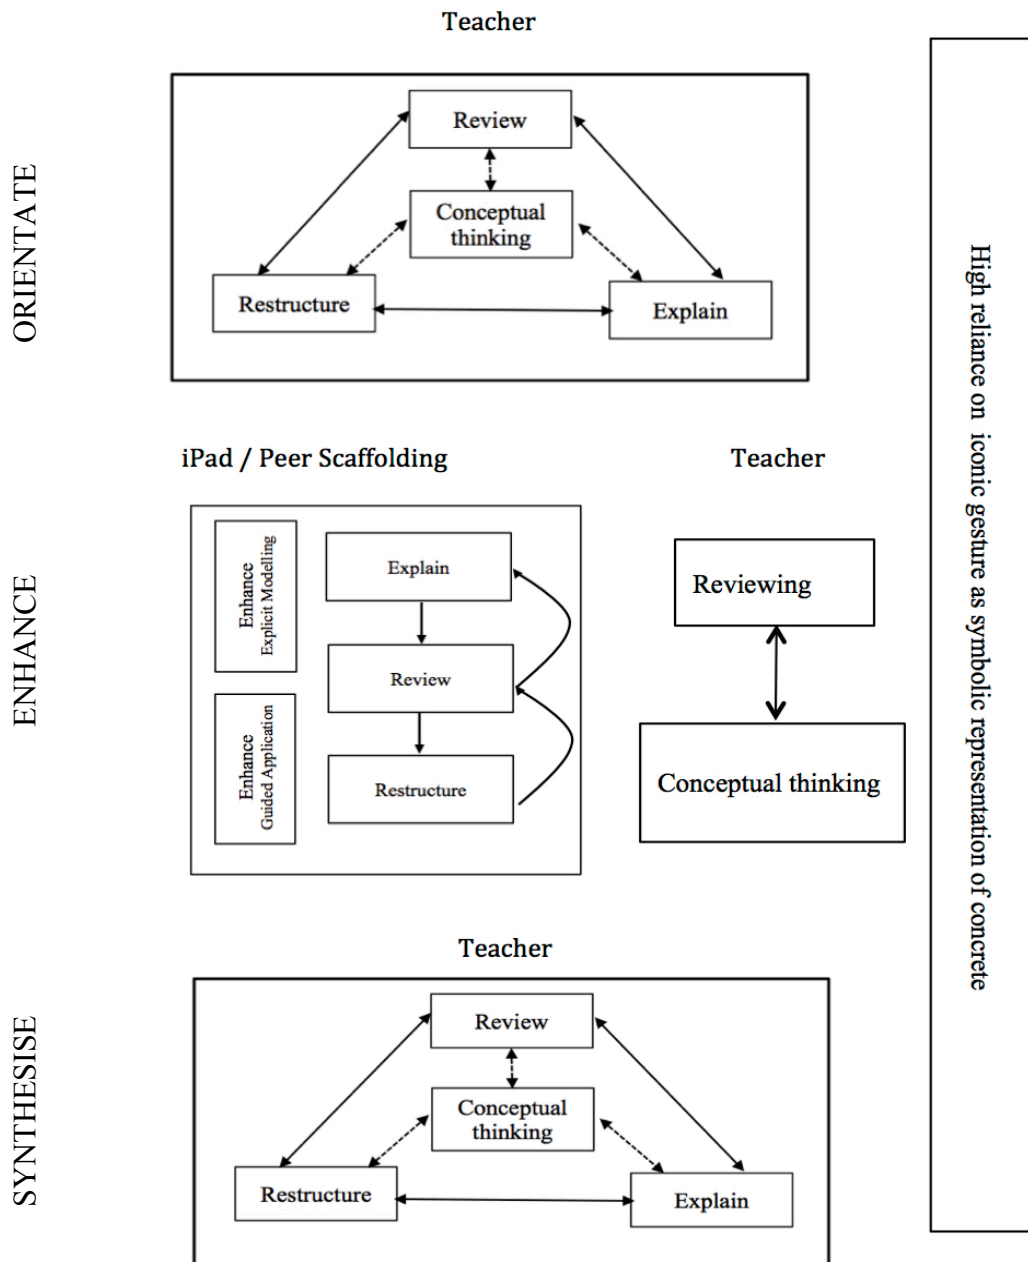 Teacher
ORIENTATE
Review
Conceptual
thinking
Restructure
Explain
iPad / Peer Scaffolding
Teacher
ENHANCE
Enhance
Explicit Modelling
Explain
Review
Enhance
Guided Application
Restructure
Reviewing
Conceptual thinking
Teacher
SYNTHESISE
Review
Conceptual
thinking
Restructure
Explain
High reliance on iconic gesture as symbolic representation of concrete